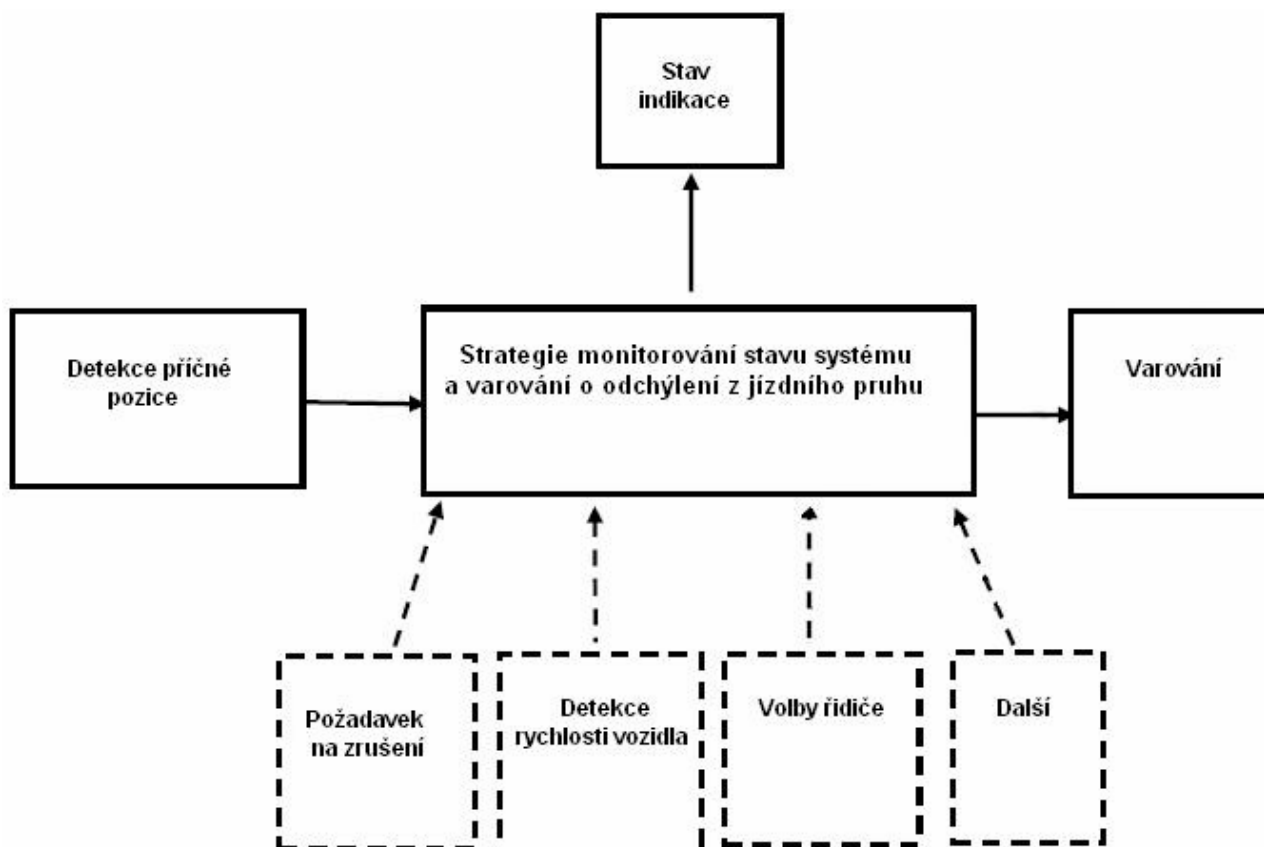 Stav
indikace
Detekce příčné
pozice
Strategie monitorování stavu systému
a varování o odchýlení z jízdního pruhu
Varování
Požadavek
na zrušení
Detekce
rychlosti vozidla
Volby řidiče
Další